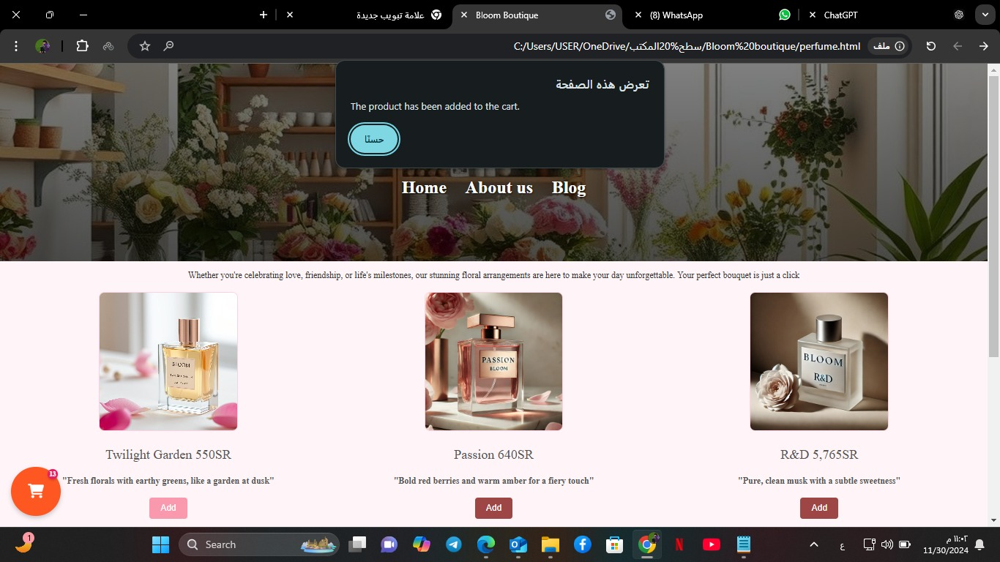 علامة تبويب جديدة
Bloom Boutique
(8) WhatsApp
ChatGPT
C:/Users/USER/OneDrive/سطح%20المكتب/Bloom%20boutique/perfume.html
ملف
تعرض هذه الصفحة
The product has been added to the cart.
حسنًا
Home About us Blog
Whether you're celebrating love, friendship, or life's milestones, our stunning floral arrangements are here to make your day unforgettable. Your perfect bouquet is just a click
BLOOM
PASSION
BLOOM
BLOOM
R&D
Twilight Garden 550SR
Passion 640SR
R&D 5,765SR
13
"Fresh florals with earthy greens, like a garden at dusk"
"Bold red berries and warm amber for a fiery touch"
"Pure, clean musk with a subtle sweetness"
Add
Add
Add
1
Search
N
ع
١١:٠٢ م
11/30/2024